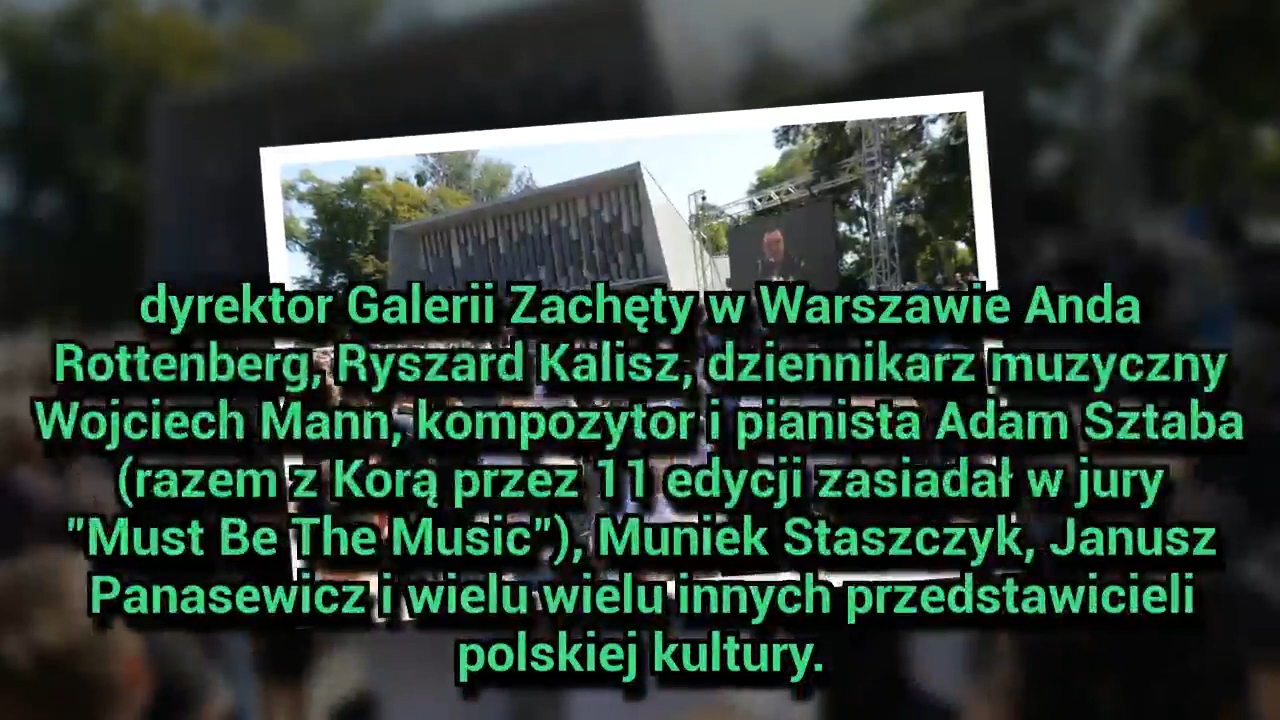 dyrektor Galerii Zachęty w Warszawie Anda
Rottenberg, Ryszard Kalisz, dziennikarz muzyczny
Wojciech Mann, kompozytor i pianista Adam Sztaba
(razem z Korą przez 11 edycji zasiadał w jury
"Must Be The Music"), Muniek Staszczyk, Janusz
Panasewicz i wielu wielu innych przedstawicieli
polskiej kultury.